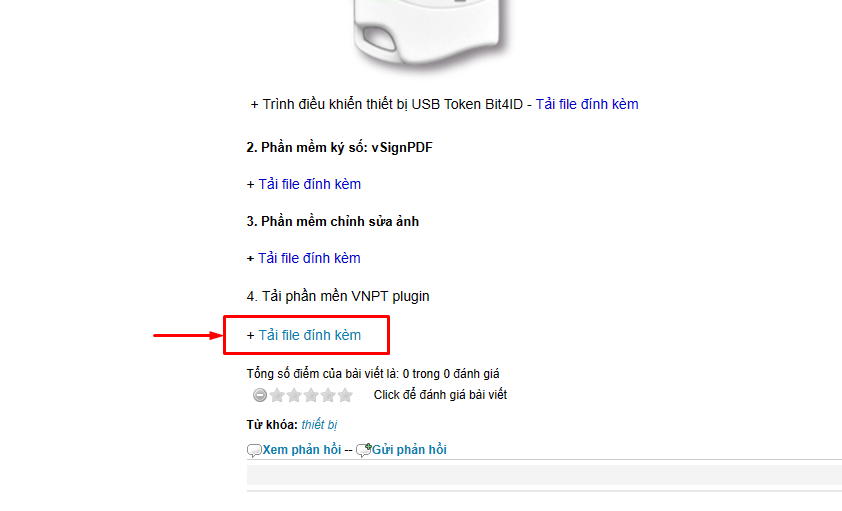 + Trình điều khiển thiết bị USB Token Bit4ID - Tải file đính kèm
2. Phần mềm ký số: vSignPDF
+ Tải file đính kèm
3. Phần mềm chỉnh sửa ảnh
+ Tải file đính kèm
4. Tải phần mền VNPT plugin
+ Tải file đính kèm
Tổng số điểm của bài viết là: 0 trong 0 đánh giá
Click để đánh giá bài viết
Từ khóa: thiết bị
Xem phản hồi -- Gửi phản hồi